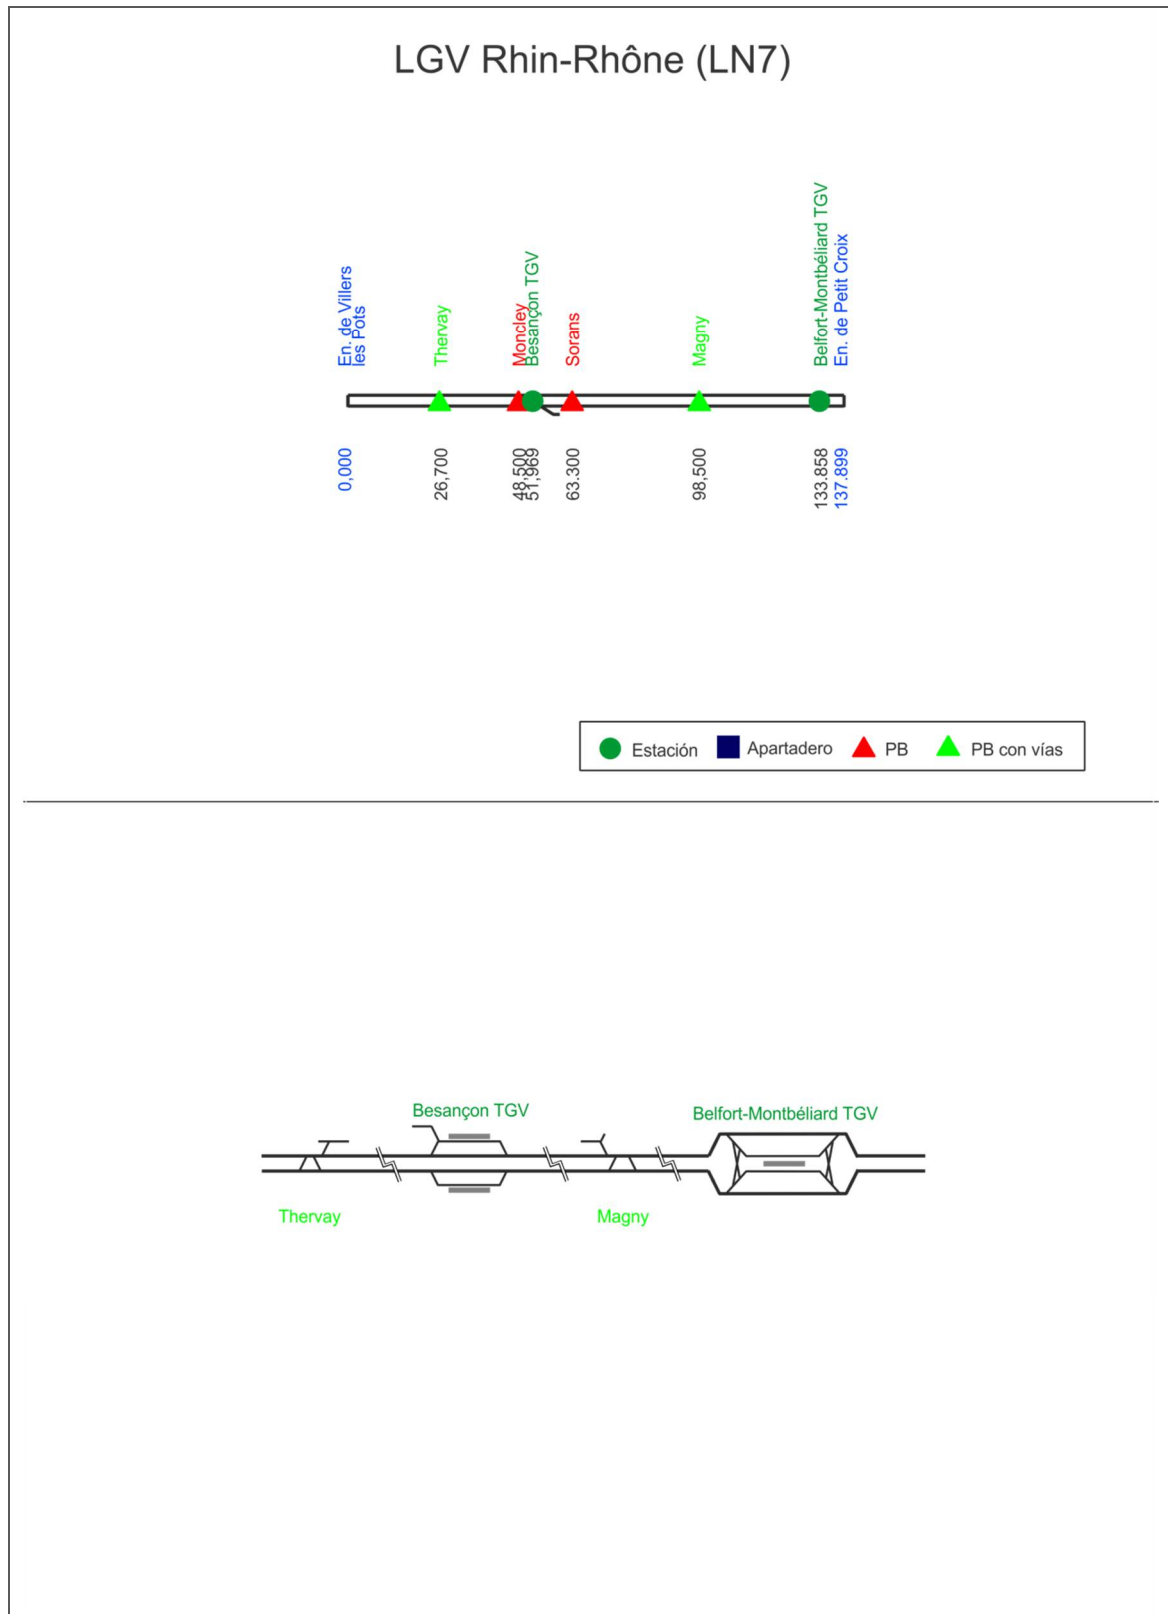 LGV Rhin-Rhône (LN7)
En. de Villers
les Pots
Thervay
Moncley
Besançon TGV
Sorans
Magny
Belfort-Montbéliard TGV
En. de Petit Croix
0,000
26,700
48,500
51,969
63.300
98,500
133.858
137.899
Estación
Apartadero
PB
PB con vías
Besançon TGV
Belfort-Montbéliard TGV
Thervay
Magny